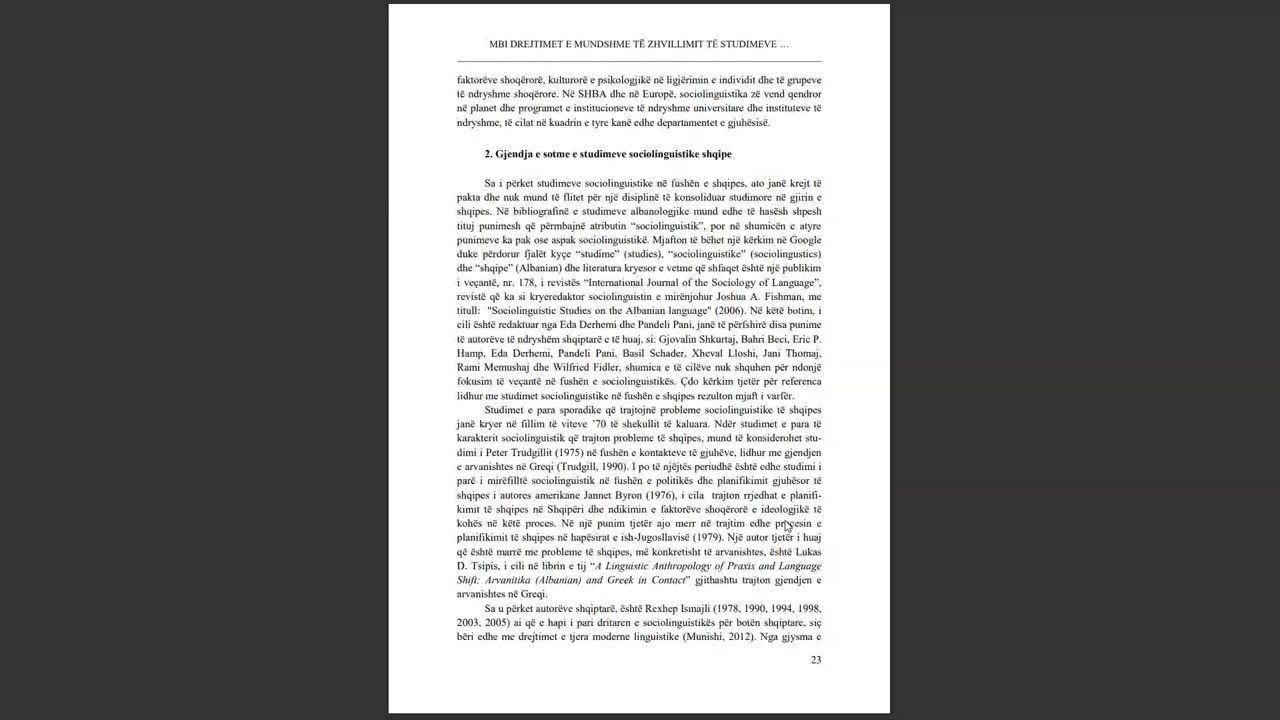 MBI DREJTIMET E MUNDSHME TË ZHVILLIMIT TË STUDIMEVE …
faktorëve shoqërorë, kulturorë e psikologjikë në ligjërimin e individit dhe të grupeve
të ndryshme shoqërore. Në SHBA dhe në Europë, sociolinguistika zë vend qendror
në planet dhe programet e institucioneve të ndryshme universitare dhe instituteve të
ndryshme, të cilat në kuadrin e tyre kanë edhe departamentet e gjuhësisë.
2. Gjendja e sotme e studimeve sociolinguistike shqipe
Sa i përket studimeve sociolinguistike në fushën e shqipes, ato janë krejt të
pakta dhe nuk mund të flitet për një disiplinë të konsoliduar studimore në gjirin e
shqipes. Në bibliografinë e studimeve albanologjike mund edhe të hasësh shpesh
tituj punimesh që përmbajnë atributin “sociolinguistik”, por në shumicën e atyre
punimeve ka pak ose aspak sociolinguistikë. Mjafton të bëhet një kërkim në Google
duke përdorur fjalët kyçe “studime” (studies), “sociolinguistike” (sociolingustics)
dhe “shqipe” (Albanian) dhe literatura kryesor e vetme që shfaqet është një publikim
i veçantë, nr. 178, i revistës “International Journal of the Sociology of Language”,
revistë që ka si kryeredaktor sociolinguistin e mirënjohur Joshua A. Fishman, me
titull: "Sociolinguistic Studies on the Albanian language" (2006). Në këtë botim, i
cili është redaktuar nga Eda Derhemi dhe Pandeli Pani, janë të përfshirë disa punime
të autorëve të ndryshëm shqiptarë e të huaj, si: Gjovalin Shkurtaj, Bahri Beci, Eric P.
Hamp, Eda Derhemi, Pandeli Pani, Basil Schader, Xheval Lloshi, Jani Thomaj,
Rami Memushaj dhe Wilfried Fidler, shumica e të cilëve nuk shquhen për ndonjë
fokusim të veçantë në fushën e sociolinguistikës. Çdo kërkim tjetër për referenca
lidhur me studimet sociolinguistike në fushën e shqipes rezulton mjaft i varfër.
Studimet e para sporadike që trajtojnë probleme sociolinguistike të shqipes
janë kryer në fillim të viteve ’70 të shekullit të kaluara. Ndër studimet e para të
karakterit sociolinguistik që trajton probleme të shqipes, mund të konsiderohet stu-
dimi i Peter Trudgillit (1975) në fushën e kontakteve të gjuhëve, lidhur me gjendjen
e arvanishtes në Greqi (Trudgill, 1990). I po të njëjtës periudhë është edhe studimi i
parë i mirëfilltë sociolinguistik në fushën e politikës dhe planifikimit gjuhësor të
shqipes i autores amerikane Jannet Byron (1976), i cila trajton rrjedhat e planifi-
kimit të shqipes në Shqipëri dhe ndikimin e faktorëve shoqërorë e ideologjikë të
kohës në këtë proces. Në një punim tjetër ajo merr në trajtim edhe procesin e
planifikimit të shqipes në hapësirat e ish-Jugosllavisë (1979). Një autor tjetër i huaj
që është marrë me probleme të shqipes, më konkretisht të arvanishtes, është Lukas
D. Tsipis, i cili në librin e tij “A Linguistic Anthropology of Praxis and Language
Shift: Arvanitika (Albanian) and Greek in Contact” gjithashtu trajton gjendjen e
arvanishtes në Greqi.
Sa u përket autorëve shqiptarë, është Rexhep Ismajli (1978, 1990, 1994, 1998,
2003, 2005) ai që e hapi i pari dritaren e sociolinguistikës për botën shqiptare, siç
bëri edhe me drejtimet e tjera moderne linguistike (Munishi, 2012). Nga gjysma e
23